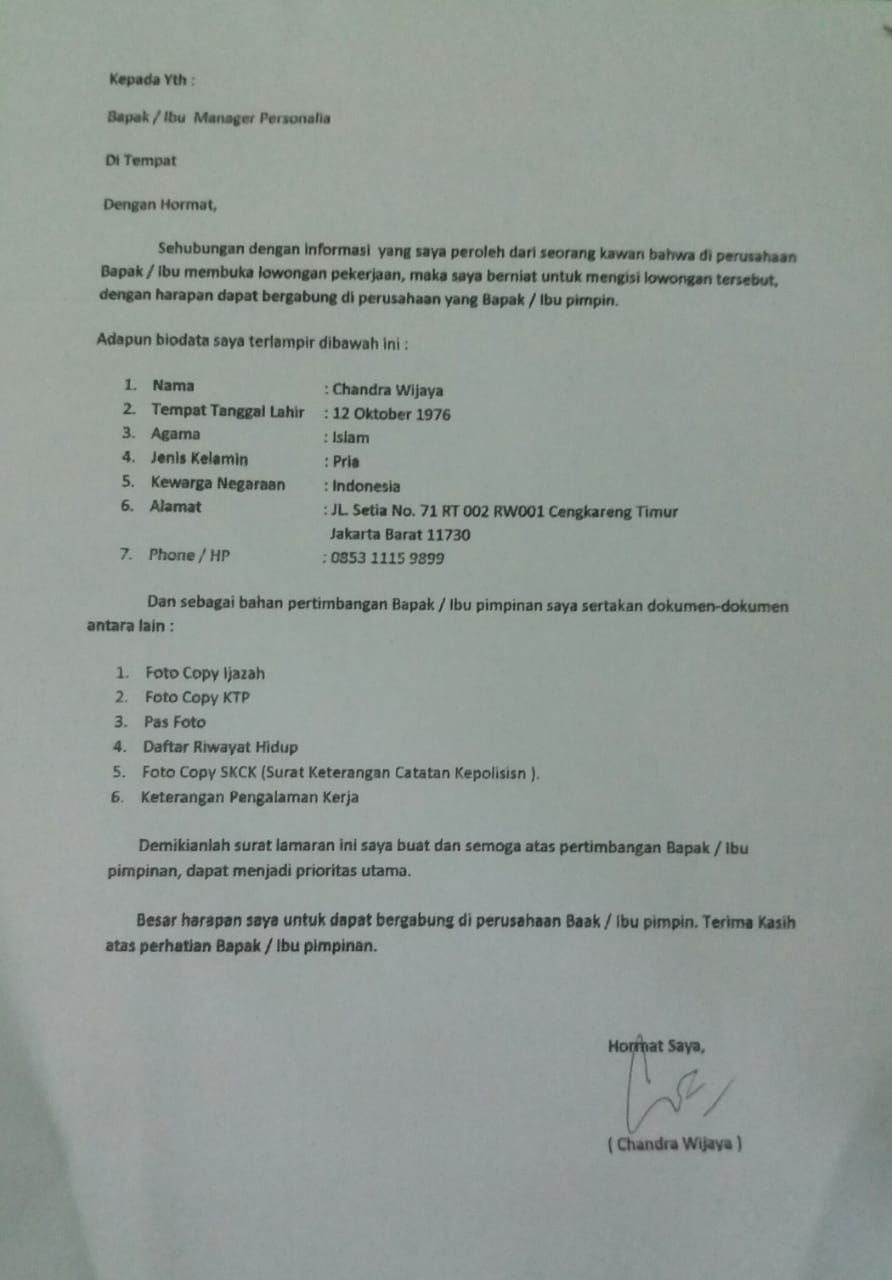 Kepada Yth :
Bapak / Ibu Manager Personalia
Di Tempat
Dengan Hormat,
Sehubungan dengan informasi yang saya peroleh dari seorang kawan bahwa di perusahaan
Bapak / Ibu membuka lowongan pekerjaan, maka saya berniat untuk mengisi lowongan tersebut,
dengan harapan dapat bergabung di perusahaan yang Bapak / Ibu pimpin.
Adapun biodata saya terlampir dibawah ini :
1. Nama : Chandra Wijaya
2. Tempat Tanggal Lahir : 12 Oktober 1976
3. Agama : Islam
4. Jenis Kelamin : Pria
5. Kewarga Negaraan : Indonesia
6. Alamat : JL. Setia No. 71 RT 002 RW001 Cengkareng Timur
Jakarta Barat 11730
7. Phone / HP : 0853 1115 9899
Dan sebagai bahan pertimbangan Bapak / Ibu pimpinan saya sertakan dokumen-dokumen
antara lain :
1. Foto Copy Ijazah
2. Foto Copy KTP
3. Pas Foto
4. Daftar Riwayat Hidup
5. Foto Copy SKCK (Surat Keterangan Catatan Kepolisisn ).
6. Keterangan Pengalaman Kerja
Demikianlah surat lamaran ini saya buat dan semoga atas pertimbangan Bapak / Ibu
pimpinan, dapat menjadi prioritas utama.
Besar harapan saya untuk dapat bergabung di perusahaan Baak / Ibu pimpin. Terima Kasih
atas perhatian Bapak / Ibu pimpinan.
Hormat Saya,
( Chandra Wijaya )